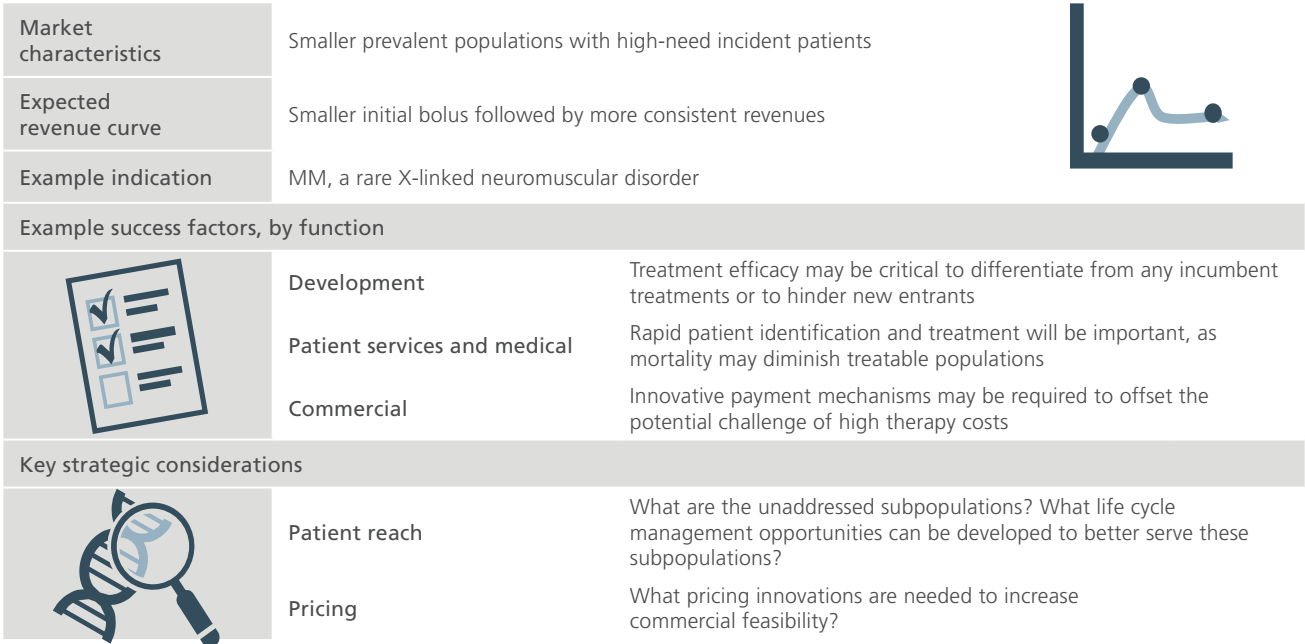 Market
characteristics
Smaller prevalent populations with high-need incident patients
Expected
revenue curve
Smaller initial bolus followed by more consistent revenues
Example indication
MM, a rare X-linked neuromuscular disorder
Example success factors, by function
Development
Treatment efficacy may be critical to differentiate from any incumbent
treatments or to hinder new entrants
Patient services and medical
Rapid patient identification and treatment will be important, as
mortality may diminish treatable populations
Commercial
Innovative payment mechanisms may be required to offset the
potential challenge of high therapy costs
Key strategic considerations
Patient reach
What are the unaddressed subpopulations? What life cycle
management opportunities can be developed to better serve these
subpopulations?
Pricing
What pricing innovations are needed to increase
commercial feasibility?